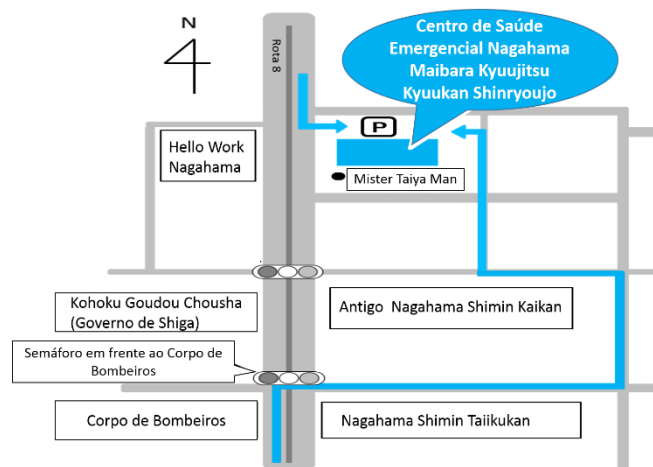 N
Rota 8
Centro de Saúde
Emergencial Nagahama
Maibara Kyuujitsu
Kyuukan Shinryoujo
P
Hello Work
Nagahama
Mister Taiya Man
Kohoku Goudou Chousha
(Governo de Shiga)
Antigo Nagahama Shimin Kaikan
Semáforo em frente ao Corpo de
Bombeiros
Corpo de Bombeiros
Nagahama Shimin Taiikukan